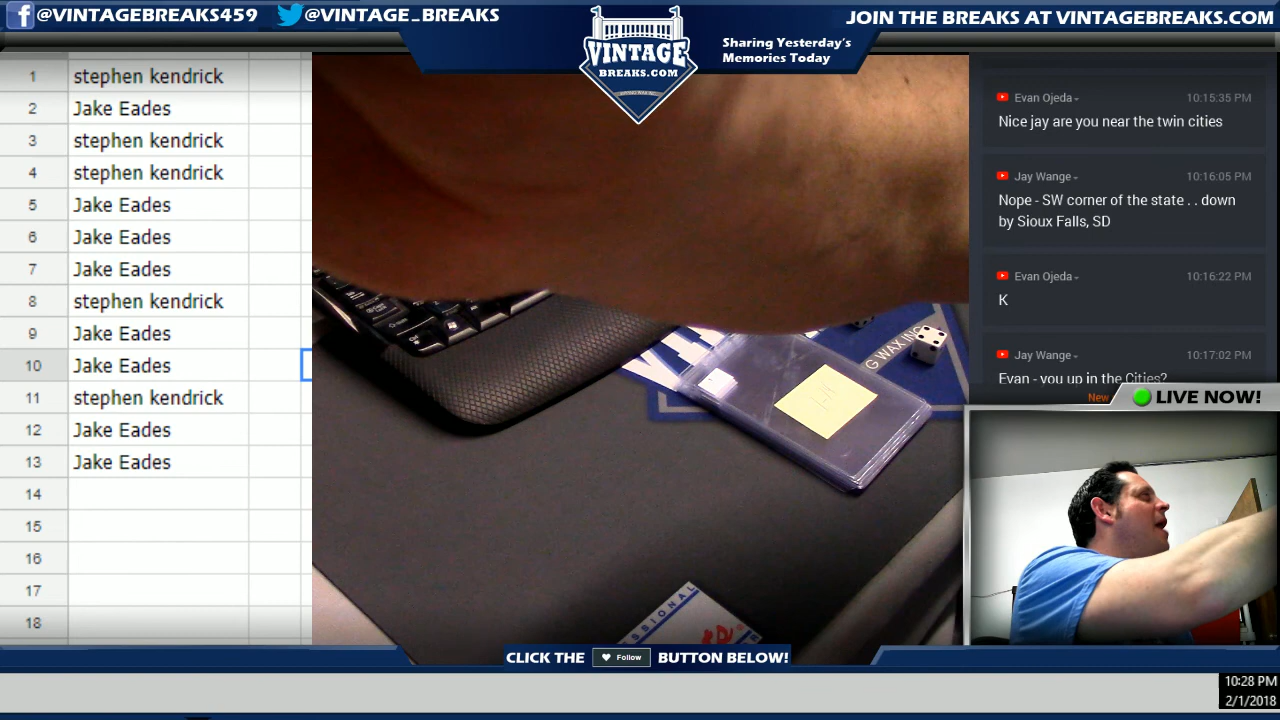 @VINTAGEBREAKS459
@VINTAGE_BREAKS
VINTAGE
BREAKS.COM
Sharing Yesterday's
Memories Today
JOIN THE BREAKS AT VINTAGEBREAKS.COM
1 stephen kendrick
2 Jake Eades
3 stephen kendrick
4 stephen kendrick
5 Jake Eades
6 Jake Eades
7 Jake Eades
8 stephen kendrick
9 Jake Eades
10 Jake Eades
11 stephen kendrick
12 Jake Eades
13 Jake Eades
14
15
16
17
18
G WAX INC
SSIONAL
Evan Ojeda 10:15:35 PM
Nice jay are you near the twin cities
Jay Wange 10:16:05 PM
Nope - SW corner of the state . . down
by Sioux Falls, SD
Evan Ojeda 10:16:22 PM
K
Jay Wange 10:17:02 PM
Evan - you up in the Cities?
New
LIVE NOW!
CLICK THE Follow BUTTON BELOW!
10:28 PM
2/1/2018